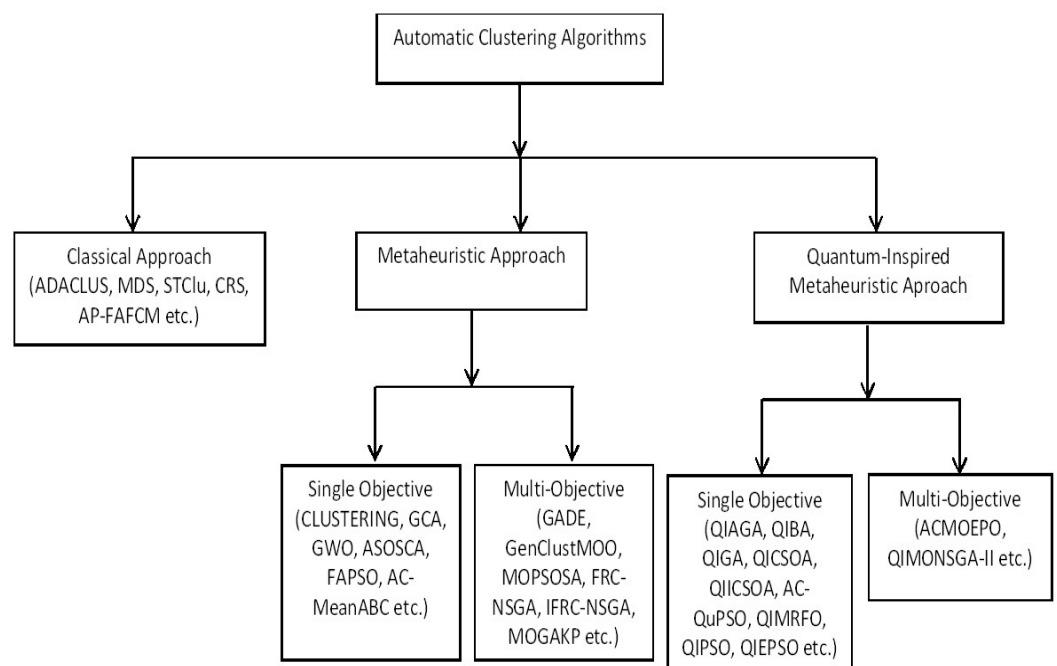 Automatic Clustering Algorithms
Classical Approach
(ADACLUS, MDS, STClu, CRS,
AP-FAFCM etc.)
Metaheuristic Approach
Quantum-Inspired
Metaheuristic Aproach
Single Objective
(CLUSTERING, GCA,
GWO, ASOSCA,
FAPSO, AC-
MeanABC etc.)
Multi-Objective
(GADE,
GenClustMOO,
MOPSOSA, FRC-
NSGA, IFRC-NSGA,
MOGAKP etc.)
Single Objective
(QIAGA, QIBA,
QIGA, QICSOA,
QIICSOA, AC-
QuPSO, QIMRFO,
QIPSO, QIEPSO etc.)
Multi-Objective
(ACMOEPO,
QIMONSGA-II etc.)